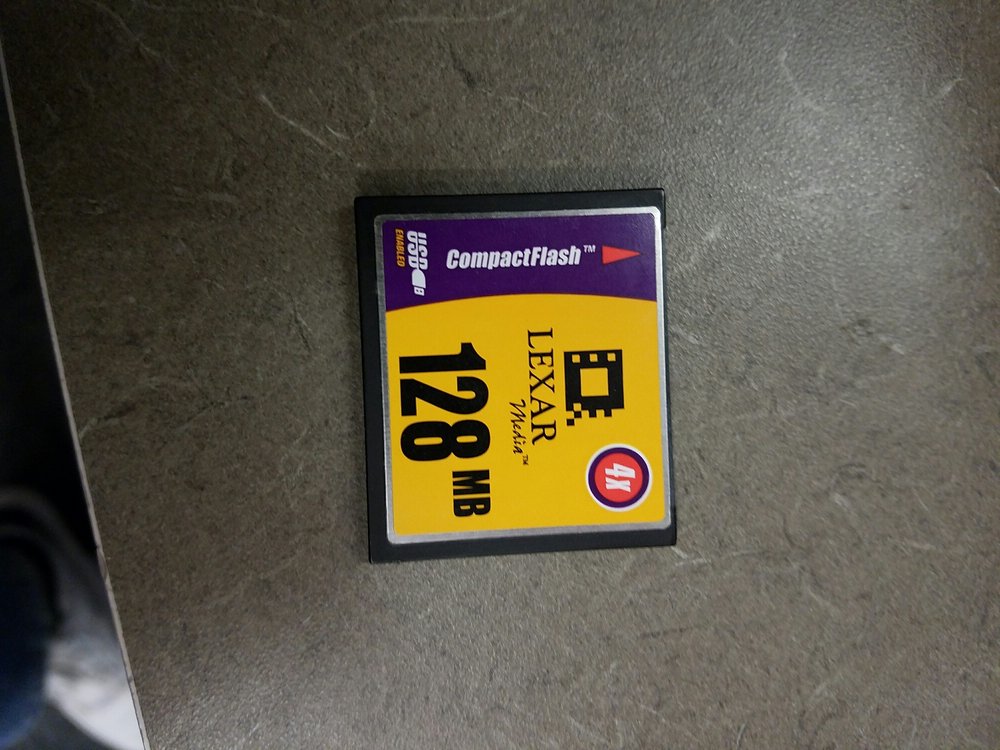 CompactFlash™
USB
ENABLED
4x
LEXAR
Media™
128 MB